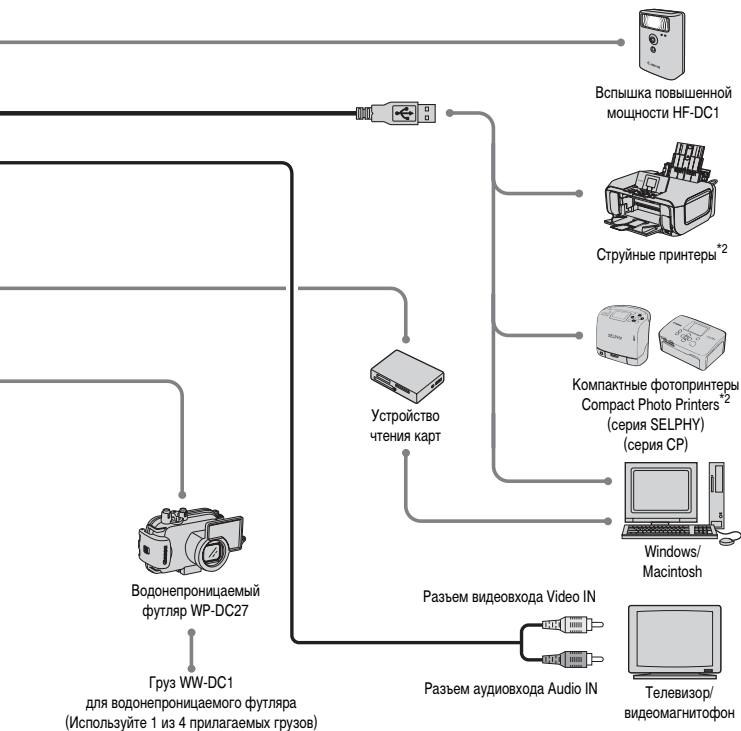 Вспышка повышенной
мощности HF-DC1
Струйные принтеры*2
SELPHY
Компактные фотопринтеры
Compact Photo Printers*2
(серия SELPHY)
(серия CP)
Устройство
чтения карт
Windows/
Macintosh
Водонепроницаемый
футляр WP-DC27
Разъем видеовхода Video IN
Груз WW-DC1
для водонепроницаемого футляра
(Используйте 1 из 4 прилагаемых грузов)
Разъем аудиовхода Audio IN
Телевизор/
видеомагнитофон